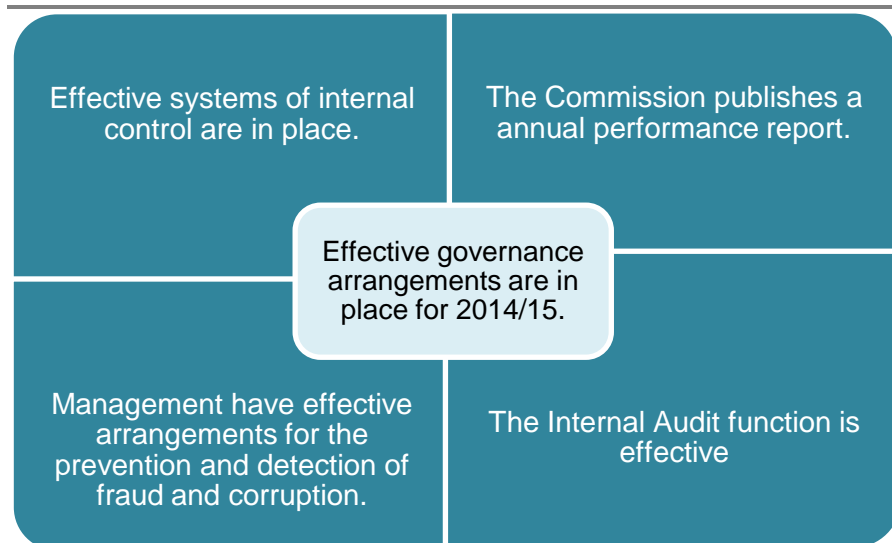 Effective systems of internal
control are in place.
The Commission publishes a
annual performance report.
Effective governance
arrangements are in
place for 2014/15.
Management have effective
arrangements for the
prevention and detection of
fraud and corruption.
The Internal Audit function is
effective